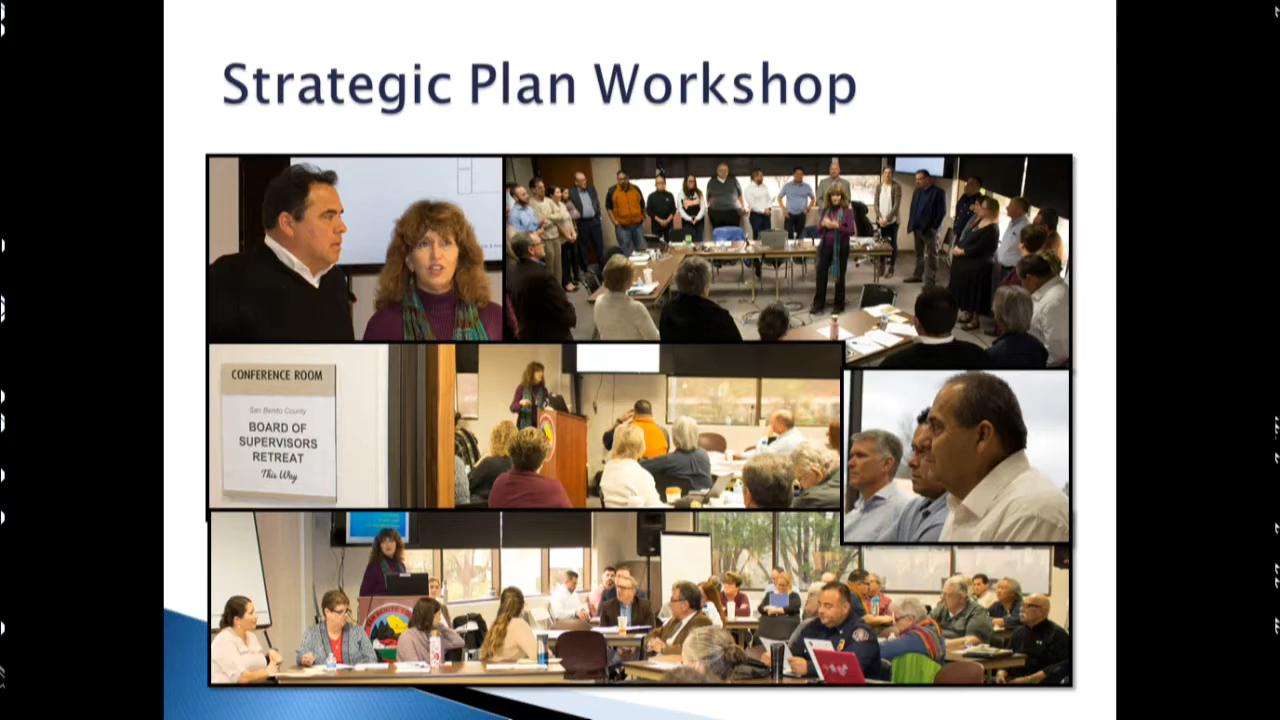 Strategic Plan Workshop
CONFERENCE ROOM
San Benito County
BOARD OF
SUPERVISORS
RETREAT
This Way